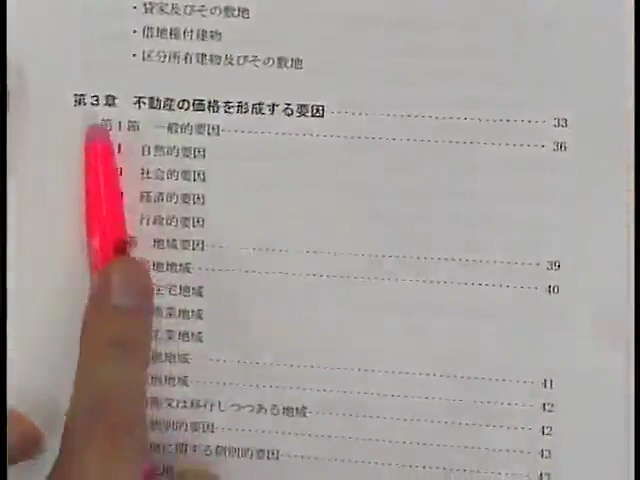 ・貸家及びその敷地
・借地権付建物
・区分所有建物及びその敷地
第3章 不動産の価格を形成する要因 33
第1節 一般的要因 36
自然的要因
社会的要因
経済的要因
行政的要因
地域要因 39
地域 40
住宅地域
商業地域
工業地域
地域 41
地域 42
又は移行しつつある地域 42
個別的要因 43
に関する個別的要因 43